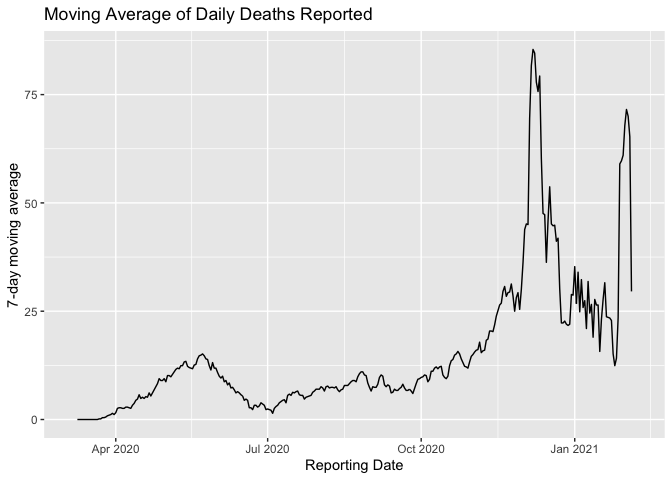 Moving Average of Daily Deaths Reported
7-day moving average
75
50
25
0
Apr 2020
Jul 2020
Oct 2020
Jan 2021
Reporting Date